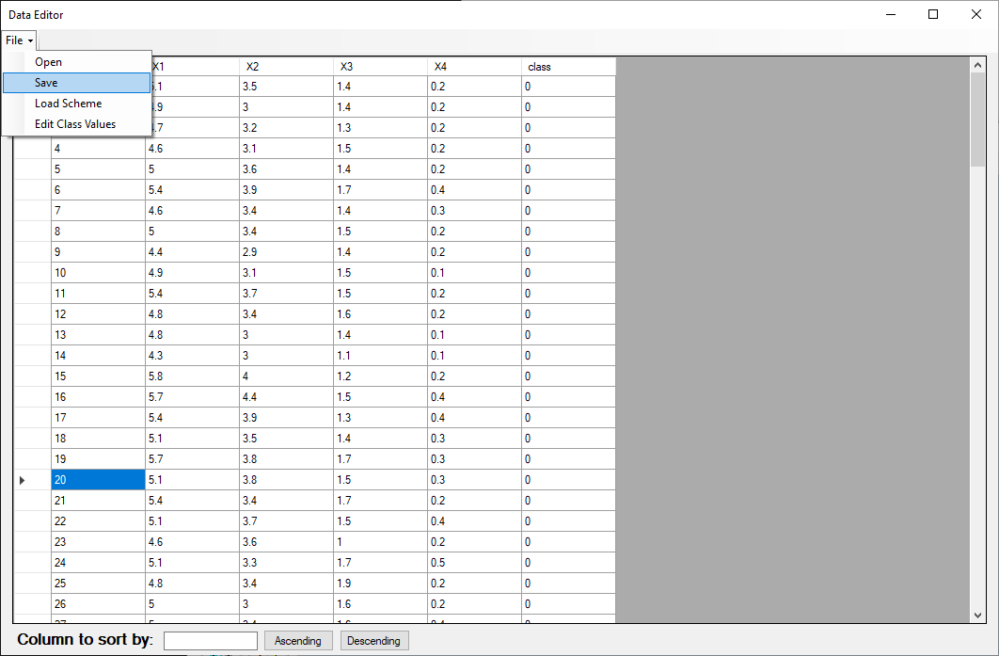 Data Editor
File
Open
Save
Load Scheme
Edit Class Values
X1 X2 X3 X4 class
.1 3.5 1.4 0.2 0
.9 3 1.4 0.2 0
.7 3.2 1.3 0.2 0
4 4.6 3.1 1.5 0.2 0
5 5 3.6 1.4 0.2 0
6 5.4 3.9 1.7 0.4 0
7 4.6 3.4 1.4 0.3 0
8 5 3.4 1.5 0.2 0
9 4.4 2.9 1.4 0.2 0
10 4.9 3.1 1.5 0.1 0
11 5.4 3.7 1.5 0.2 0
12 4.8 3.4 1.6 0.2 0
13 4.8 3 1.4 0.1 0
14 4.3 3 1.1 0.1 0
15 5.8 4 1.2 0.2 0
16 5.7 4.4 1.5 0.4 0
17 5.4 3.9 1.3 0.4 0
18 5.1 3.5 1.4 0.3 0
19 5.7 3.8 1.7 0.3 0
20 5.1 3.8 1.5 0.3 0
21 5.4 3.4 1.7 0.2 0
22 5.1 3.7 1.5 0.4 0
23 4.6 3.6 1 0.2 0
24 5.1 3.3 1.7 0.5 0
25 4.8 3.4 1.9 0.2 0
26 5 3 1.6 0.2 0
Column to sort by: Ascending Descending